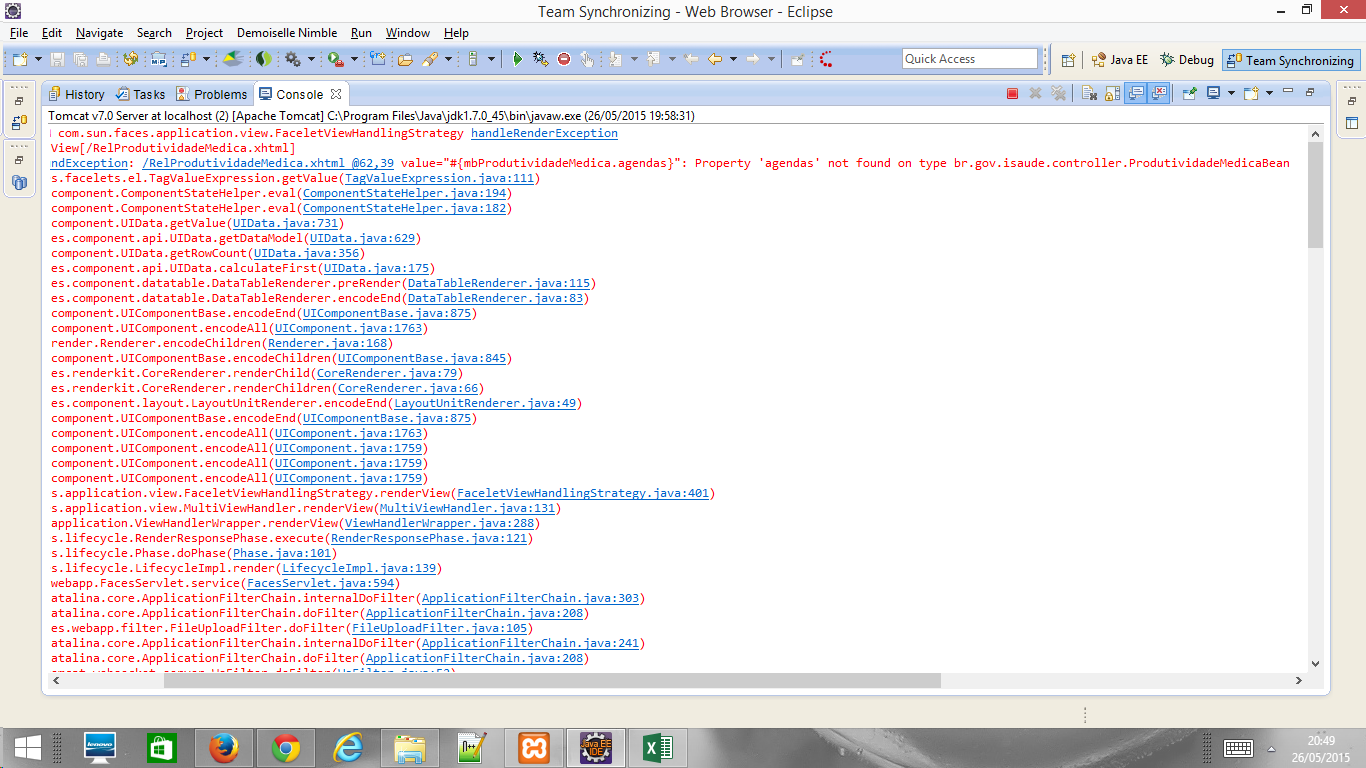 Team Synchronizing - Web Browser - Eclipse
File Edit Navigate Search Project Demoiselle Nimble Run Window Help
Quick Access
Java EE
Debug
Team Synchronizing
History
Tasks
Problems
Console
Tomcat v7.0 Server at localhost (2) [Apache Tomcat] C:\Program Files\Java\jdk1.7.0_45\bin\javaw.exe (26/05/2015 19:58:31)
com.sun.faces.application.view.FaceletViewHandlingStrategy handleRenderException
View[/RelProdutividadeMedica.xhtml]
ndException: /RelProdutividadeMedica.xhtml @62,39 value="#{mbProdutividadeMedica.agendas}": Property 'agendas' not found on type br.gov.isaude.controller.ProdutividadeMedicaBean
s.facelets.el.TagValueExpression.getValue(TagValueExpression.java:111)
component.ComponentStateHelper.eval(ComponentStateHelper.java:194)
component.ComponentStateHelper.eval(ComponentStateHelper.java:182)
component.UIData.getValue(UIData.java:731)
es.component.api.UIData.getDataModel(UIData.java:629)
component.UIData.getRowCount(UIData.java:356)
es.component.api.UIData.calculateFirst(UIData.java:175)
es.component.datatable.DataTableRenderer.preRender(DataTableRenderer.java:115)
es.component.datatable.DataTableRenderer.encodeEnd(DataTableRenderer.java:83)
component.UIComponentBase.encodeEnd(UIComponentBase.java:875)
component.UIComponent.encodeAll(UIComponent.java:1763)
render.Renderer.encodeChildren(Renderer.java:168)
component.UIComponentBase.encodeChildren(UIComponentBase.java:845)
es.renderkit.CoreRenderer.renderChild(CoreRenderer.java:79)
es.renderkit.CoreRenderer.renderChildren(CoreRenderer.java:66)
es.component.layout.LayoutUnitRenderer.encodeEnd(LayoutUnitRenderer.java:49)
component.UIComponentBase.encodeEnd(UIComponentBase.java:875)
component.UIComponent.encodeAll(UIComponent.java:1763)
component.UIComponent.encodeAll(UIComponent.java:1759)
component.UIComponent.encodeAll(UIComponent.java:1759)
component.UIComponent.encodeAll(UIComponent.java:1759)
s.application.view.FaceletViewHandlingStrategy.renderView(FaceletViewHandlingStrategy.java:401)
s.application.view.MultiViewHandler.renderView(MultiViewHandler.java:131)
application.ViewHandlerWrapper.renderView(ViewHandlerWrapper.java:288)
s.lifecycle.RenderResponsePhase.execute(RenderResponsePhase.java:121)
s.lifecycle.Phase.doPhase(Phase.java:101)
s.lifecycle.LifecycleImpl.render(LifecycleImpl.java:139)
webapp.FacesServlet.service(FacesServlet.java:594)
atalina.core.ApplicationFilterChain.internalDoFilter(ApplicationFilterChain.java:303)
atalina.core.ApplicationFilterChain.doFilter(ApplicationFilterChain.java:208)
es.webapp.filter.FileUploadFilter.doFilter(FileUploadFilter.java:105)
atalina.core.ApplicationFilterChain.internalDoFilter(ApplicationFilterChain.java:241)
atalina.core.ApplicationFilterChain.doFilter(ApplicationFilterChain.java:208)
lenovo
Java EE
IDE
20:49
26/05/2015